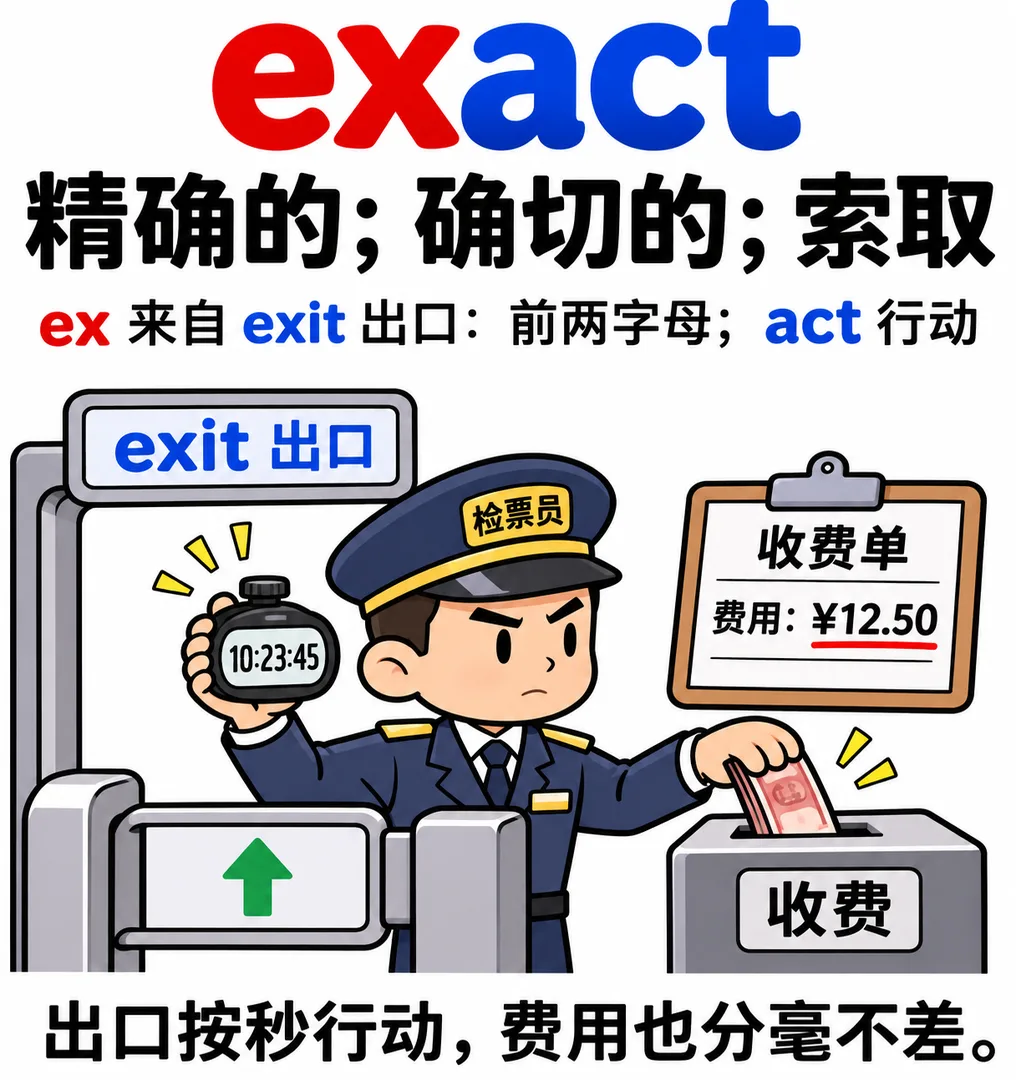 exact
精确的；确切的；索取
ex 来自 exit 出口：前两字母；act 行动
exit 出口
检票员
10:23:45
收费单
费用：¥12.50
收费
出口按秒行动，费用也分毫不差。